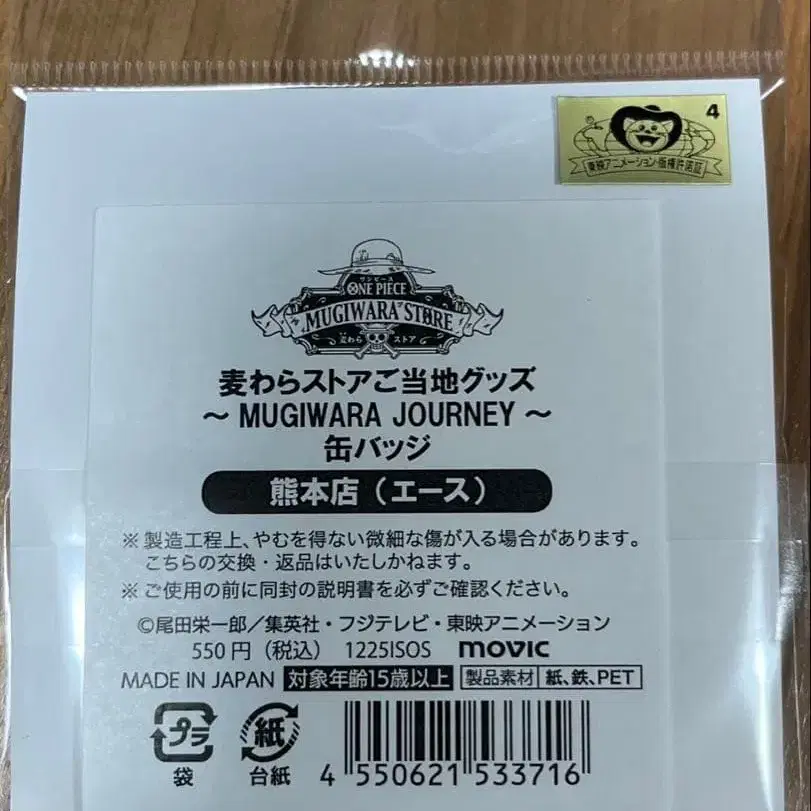 4
東映アニメーション・版権許諾証
ワンピース
ONE PIECE
MUGIWARA STORE
麦わら ストア
麦わらストアご当地グッズ
～ MUGIWARA JOURNEY ～
缶バッジ
熊本店（エース）
※製造工程上、やむを得ない微細な傷が入る場合があります。
こちらの交換・返品はいたしかねます。
※ご使用の前に同封の説明書を必ずご確認ください。
©尾田栄一郎／集英社・フジテレビ・東映アニメーション
550円（税込） 1225ISOS movic
MADE IN JAPAN 対象年齢15歳以上 製品素材 紙、鉄、PET
プラ 紙
袋 台紙 4 550621 533716